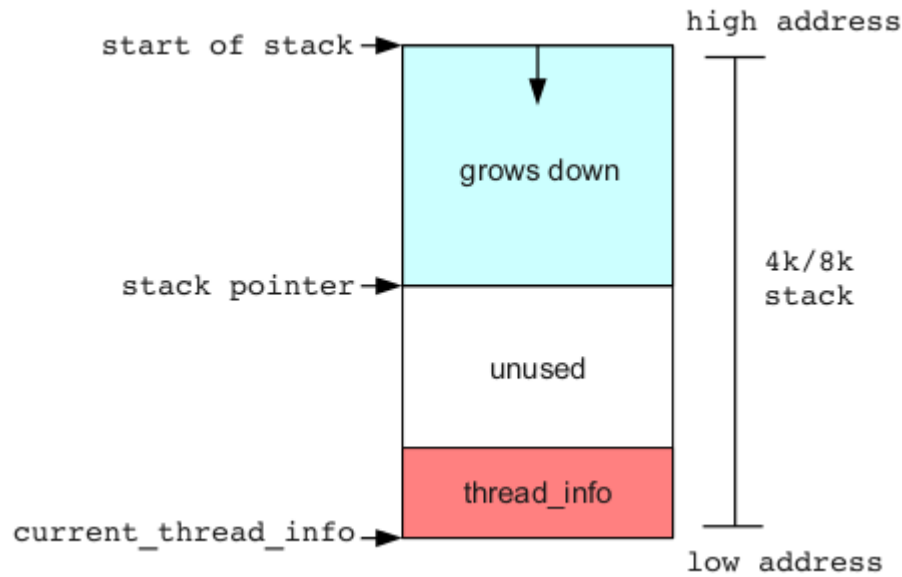 high address
start of stack
grows down
4k/8k
stack
stack pointer
unused
thread_info
current_thread_info
low address